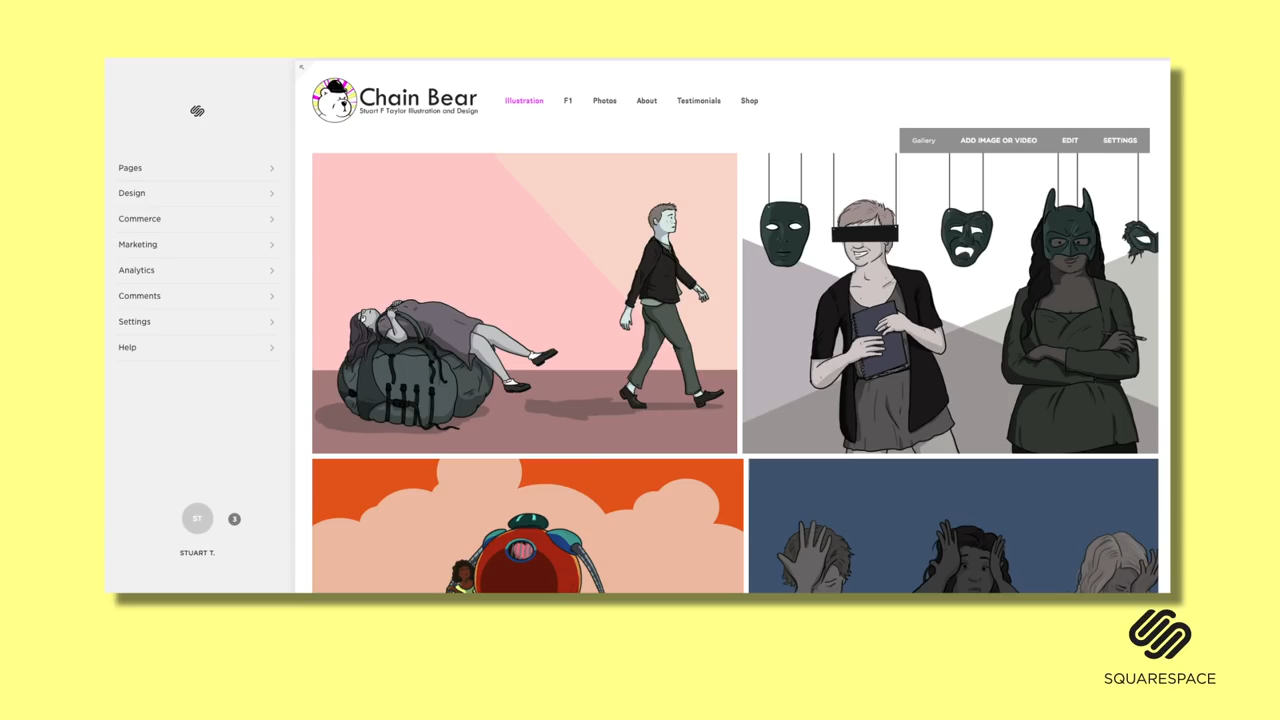 Chain Bear
Stuart F Taylor Illustration and Design
Illustration F1 Photos About Testimonials Shop
Gallery ADD IMAGE OR VIDEO EDIT SETTINGS
Pages
Design
Commerce
Marketing
Analytics
Comments
Settings
Help
ST
3
STUART T.
SQUARESPACE